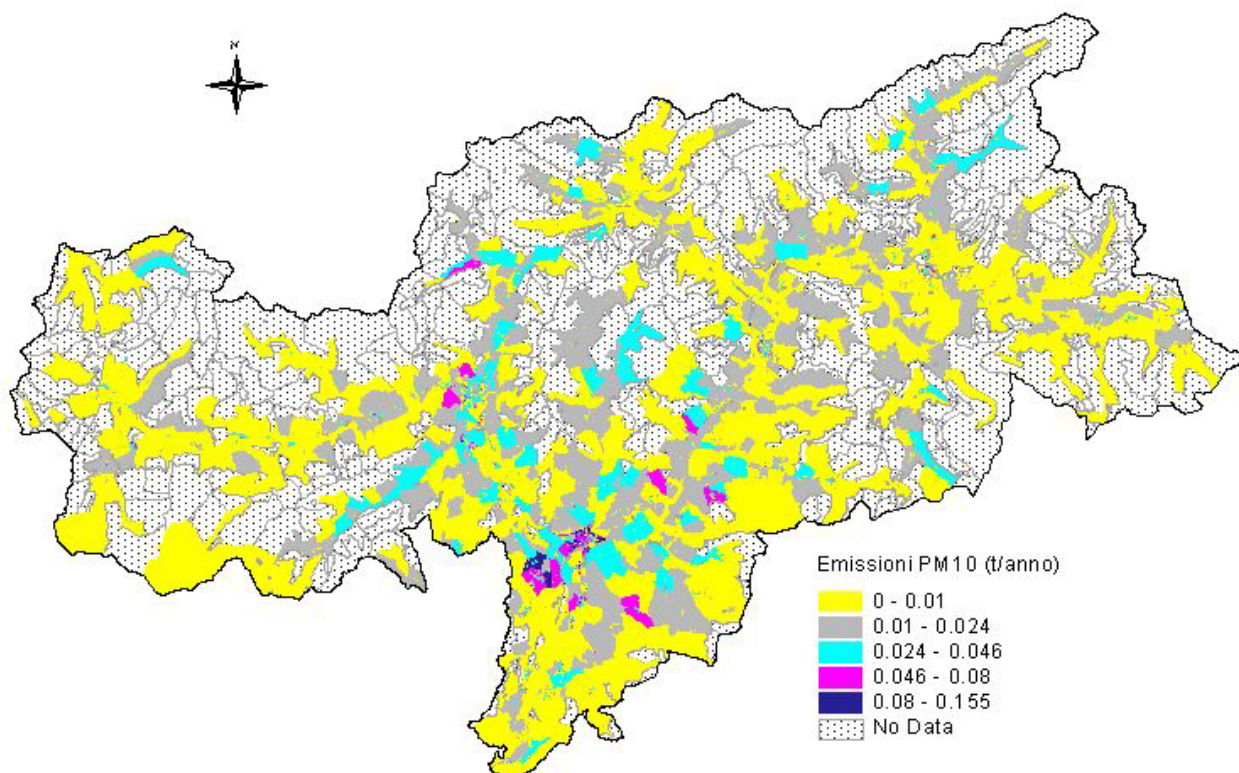 N
Emissioni PM10 (t/anno)
0 - 0.01
0.01 - 0.024
0.024 - 0.046
0.046 - 0.08
0.08 - 0.155
No Data